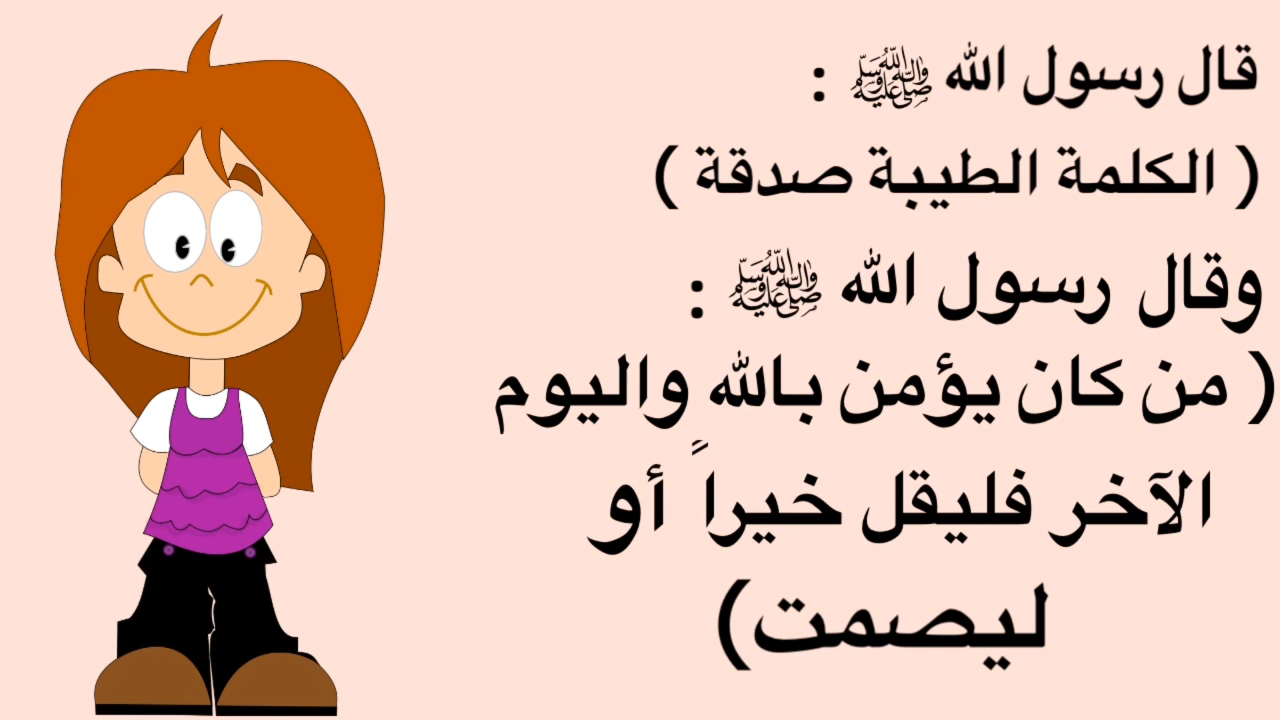 قال رسول الله ﷺ :
( الكلمة الطيبة صدقة )
وقال رسول الله ﷺ :
( من كان يؤمن بالله واليوم
الآخر فليقل خيراً أو
ليصمت)